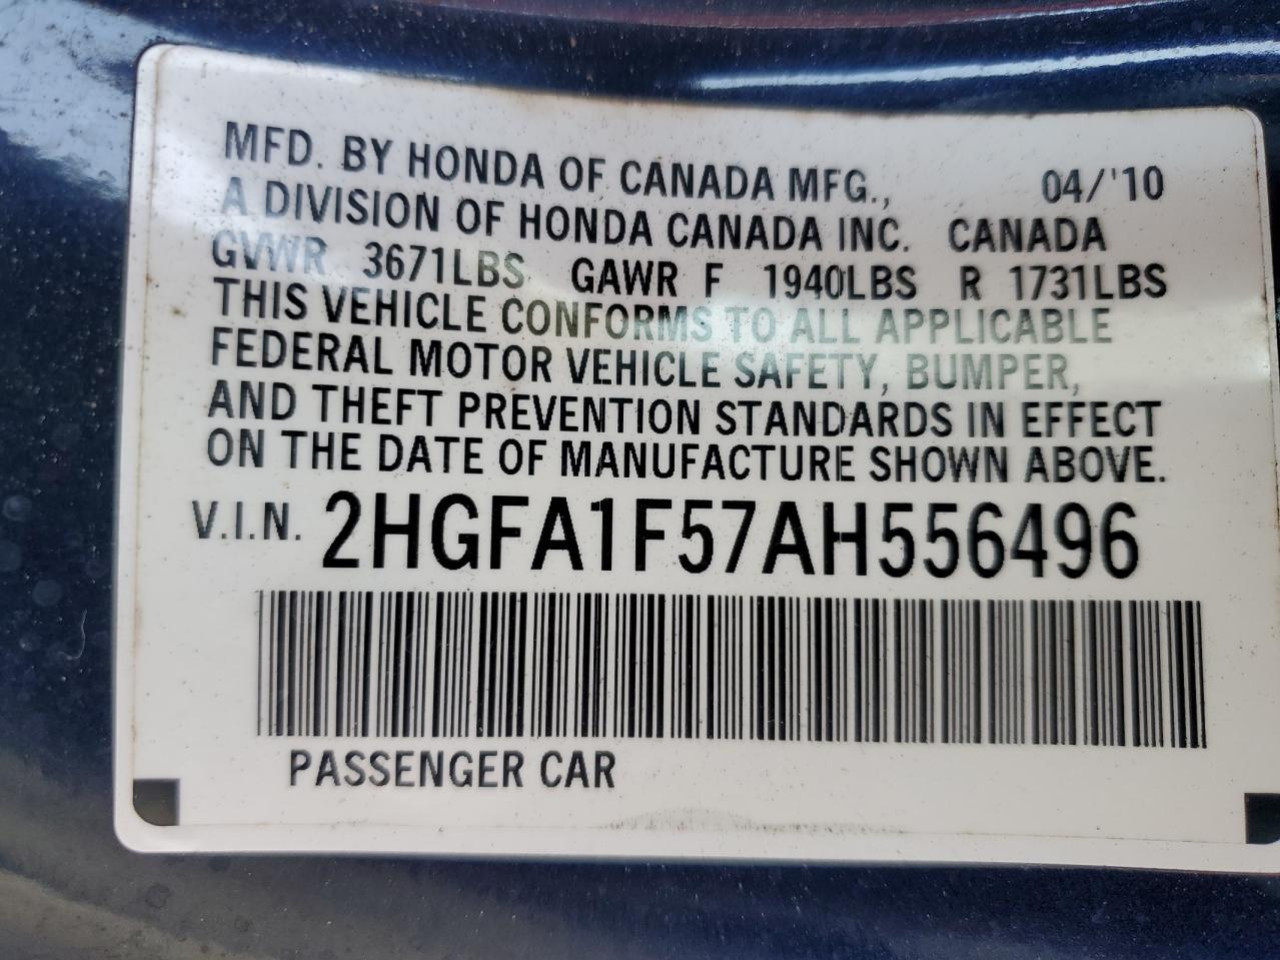 MFD. BY HONDA OF CANADA MFG., 04/'10
A DIVISION OF HONDA CANADA INC. CANADA
GVWR 3671LBS GAWR F 1940LBS R 1731LBS
THIS VEHICLE CONFORMS TO ALL APPLICABLE
FEDERAL MOTOR VEHICLE SAFETY, BUMPER,
AND THEFT PREVENTION STANDARDS IN EFFECT
ON THE DATE OF MANUFACTURE SHOWN ABOVE.
V.I.N. 2HGFA1F57AH556496
PASSENGER CAR